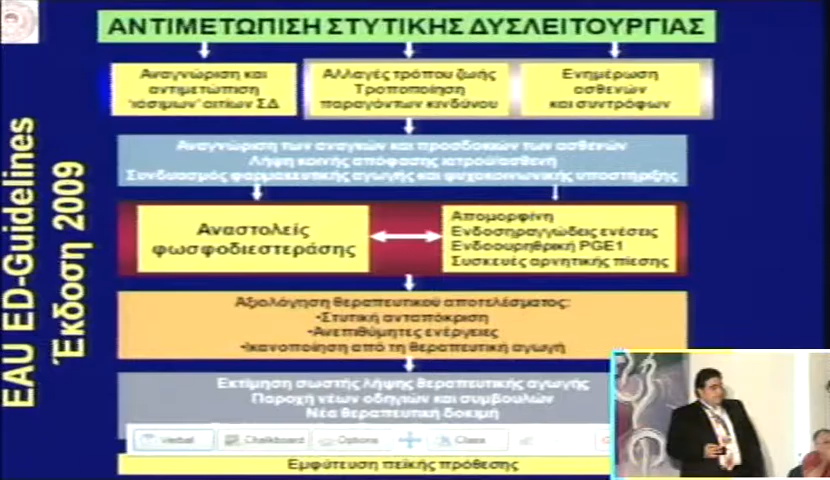 ΑΝΤΙΜΕΤΩΠΙΣΗ ΣΤΥΤΙΚΗΣ ΔΥΣΛΕΙΤΟΥΡΓΙΑΣ
EAU ED-Guidelines
Έκδοση 2009
Αναγνώριση και
αντιμετώπιση
'ιάσιμων' αιτίων ΣΔ
Αλλαγές τρόπου ζωής
Τροποποίηση
παραγόντων κινδύνου
Ενημέρωση
ασθενών
και συντρόφων
Αναγνώριση των αναγκών και προσδοκιών των ασθενών
Λήψη κοινής απόφασης ιατρού/ασθενή
Συνδυασμός φαρμακευτικής αγωγής και ψυχοκοινωνικής υποστήριξης
Αναστολείς
φωσφοδιεστεράσης
Απομορφίνη
Ενδοσηραγγώδεις ενέσεις
Ενδοουρηθρική PGE1
Συσκευές αρνητικής πίεσης
Αξιολόγηση θεραπευτικού αποτελέσματος:
•Στυτική ανταπόκριση
•Ανεπιθύμητες ενέργειες
•Ικανοποίηση από τη θεραπευτική αγωγή
Εκτίμηση σωστής λήψης θεραπευτικής αγωγής
Παροχή νέων οδηγιών και συμβουλών
Νέα θεραπευτική δοκιμή
Verbal
Chalkboard
Options
Class
Εμφύτευση πεϊκής πρόθεσης